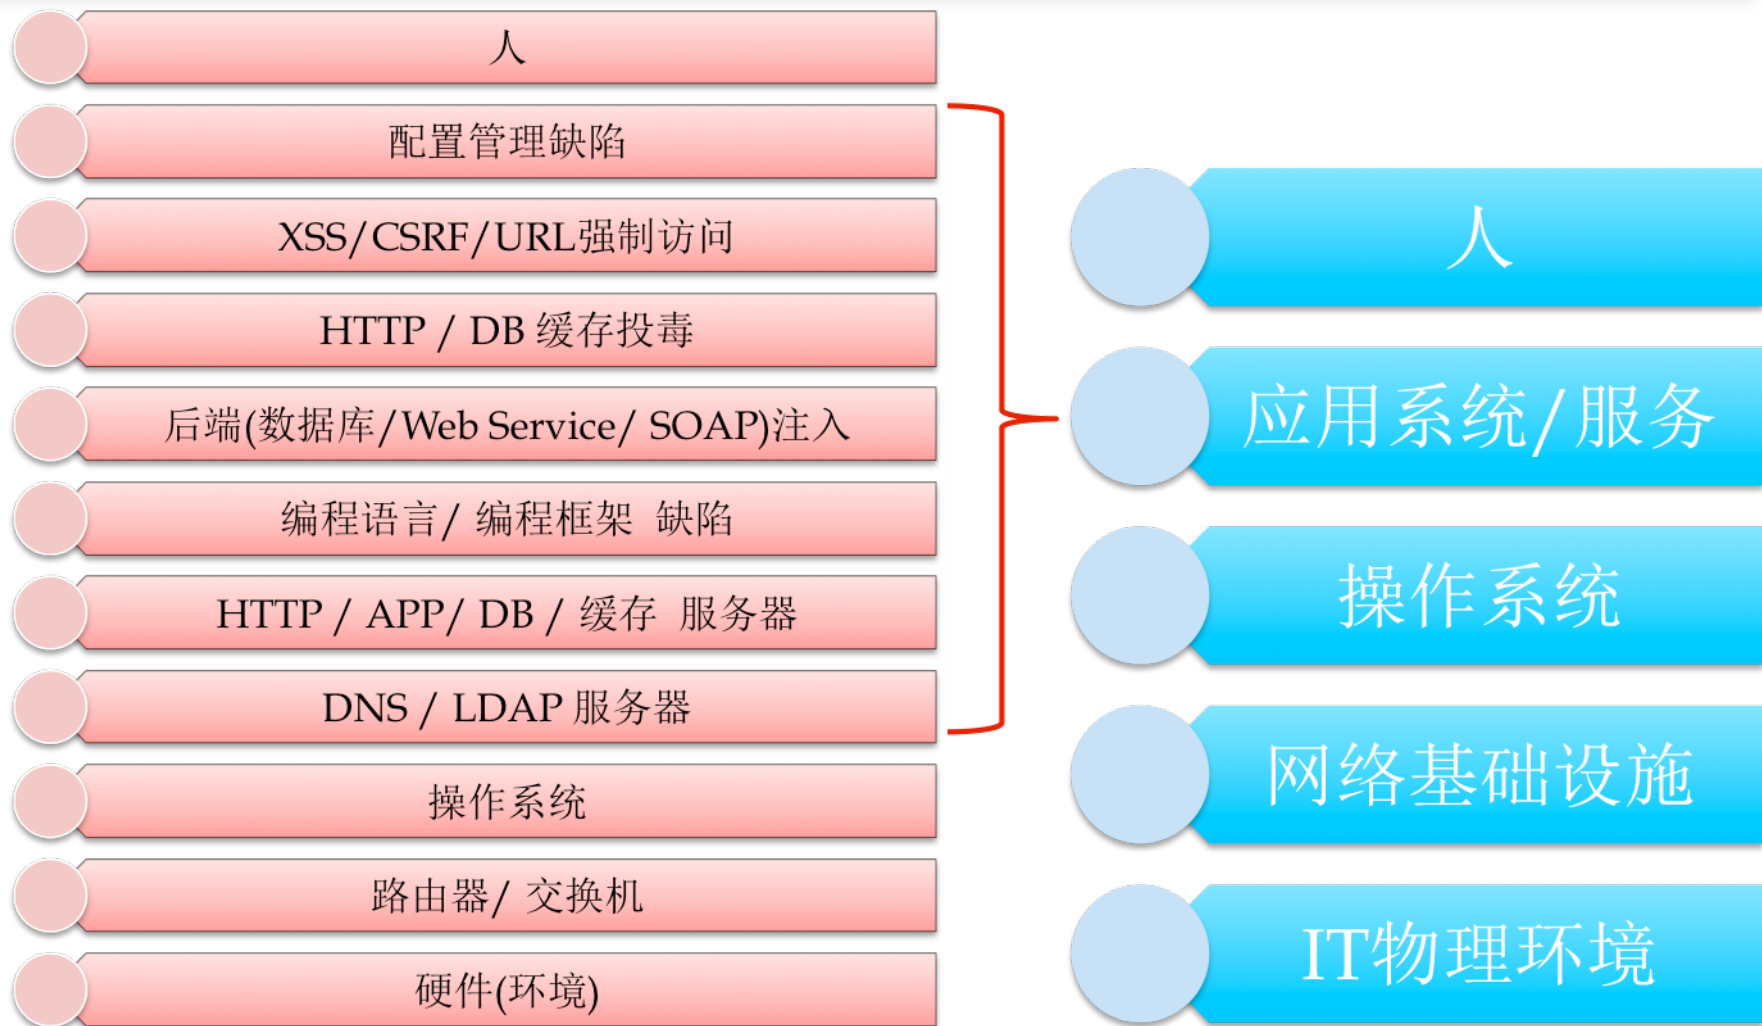 人
配置管理缺陷
XSS/CSRF/URL强制访问
HTTP / DB 缓存投毒
后端(数据库/Web Service/ SOAP)注入
编程语言/ 编程框架 缺陷
HTTP / APP/ DB / 缓存 服务器
DNS / LDAP 服务器
操作系统
路由器/ 交换机
硬件(环境)
人
应用系统/服务
操作系统
网络基础设施
IT物理环境